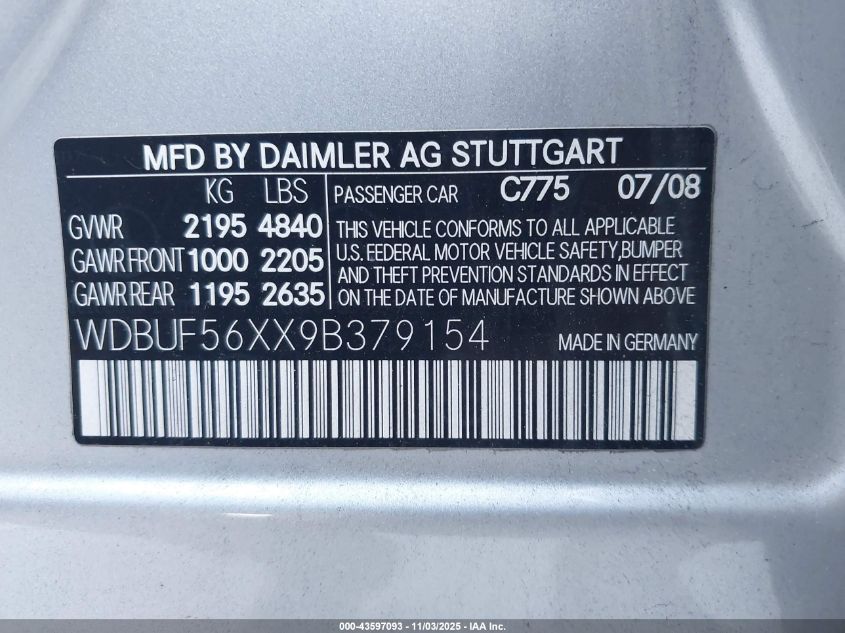 MFD BY DAIMLER AG STUTTGART
KG LBS PASSENGER CAR C775 07/08
GVWR 2195 4840
GAWR FRONT 1000 2205
GAWR REAR 1195 2635
THIS VEHICLE CONFORMS TO ALL APPLICABLE
U.S. FEDERAL MOTOR VEHICLE SAFETY, BUMPER
AND THEFT PREVENTION STANDARDS IN EFFECT
ON THE DATE OF MANUFACTURE SHOWN ABOVE
WDBUF56XX9B379154 MADE IN GERMANY
000-43597093 - 11/03/2025 - IAA Inc.